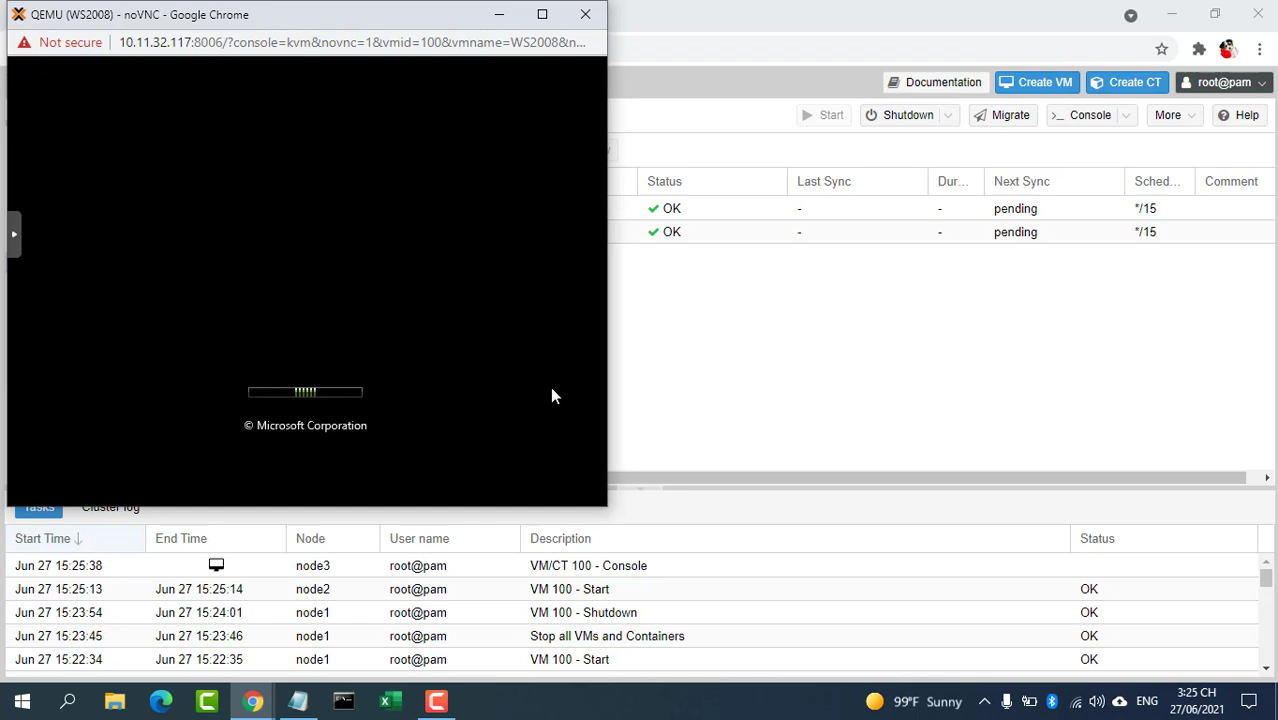 QEMU (WS2008) - noVNC - Google Chrome
Not secure 10.11.32.117:8006/?console=kvm&novnc=1&vmid=100&vmname=WS2008&n...
Documentation Create VM Create CT root@pam
Start Shutdown Migrate Console More Help
Status Last Sync Dur... Next Sync Sched... Comment
OK - - pending */15
OK - - pending */15
© Microsoft Corporation
Tasks Cluster log
Start Time End Time Node User name Description Status
Jun 27 15:25:38 node3 root@pam VM/CT 100 - Console
Jun 27 15:25:13 Jun 27 15:25:14 node2 root@pam VM 100 - Start OK
Jun 27 15:23:54 Jun 27 15:24:01 node1 root@pam VM 100 - Shutdown OK
Jun 27 15:23:45 Jun 27 15:23:46 node1 root@pam Stop all VMs and Containers OK
Jun 27 15:22:34 Jun 27 15:22:35 node1 root@pam VM 100 - Start OK
99°F Sunny ENG 3:25 CH
27/06/2021